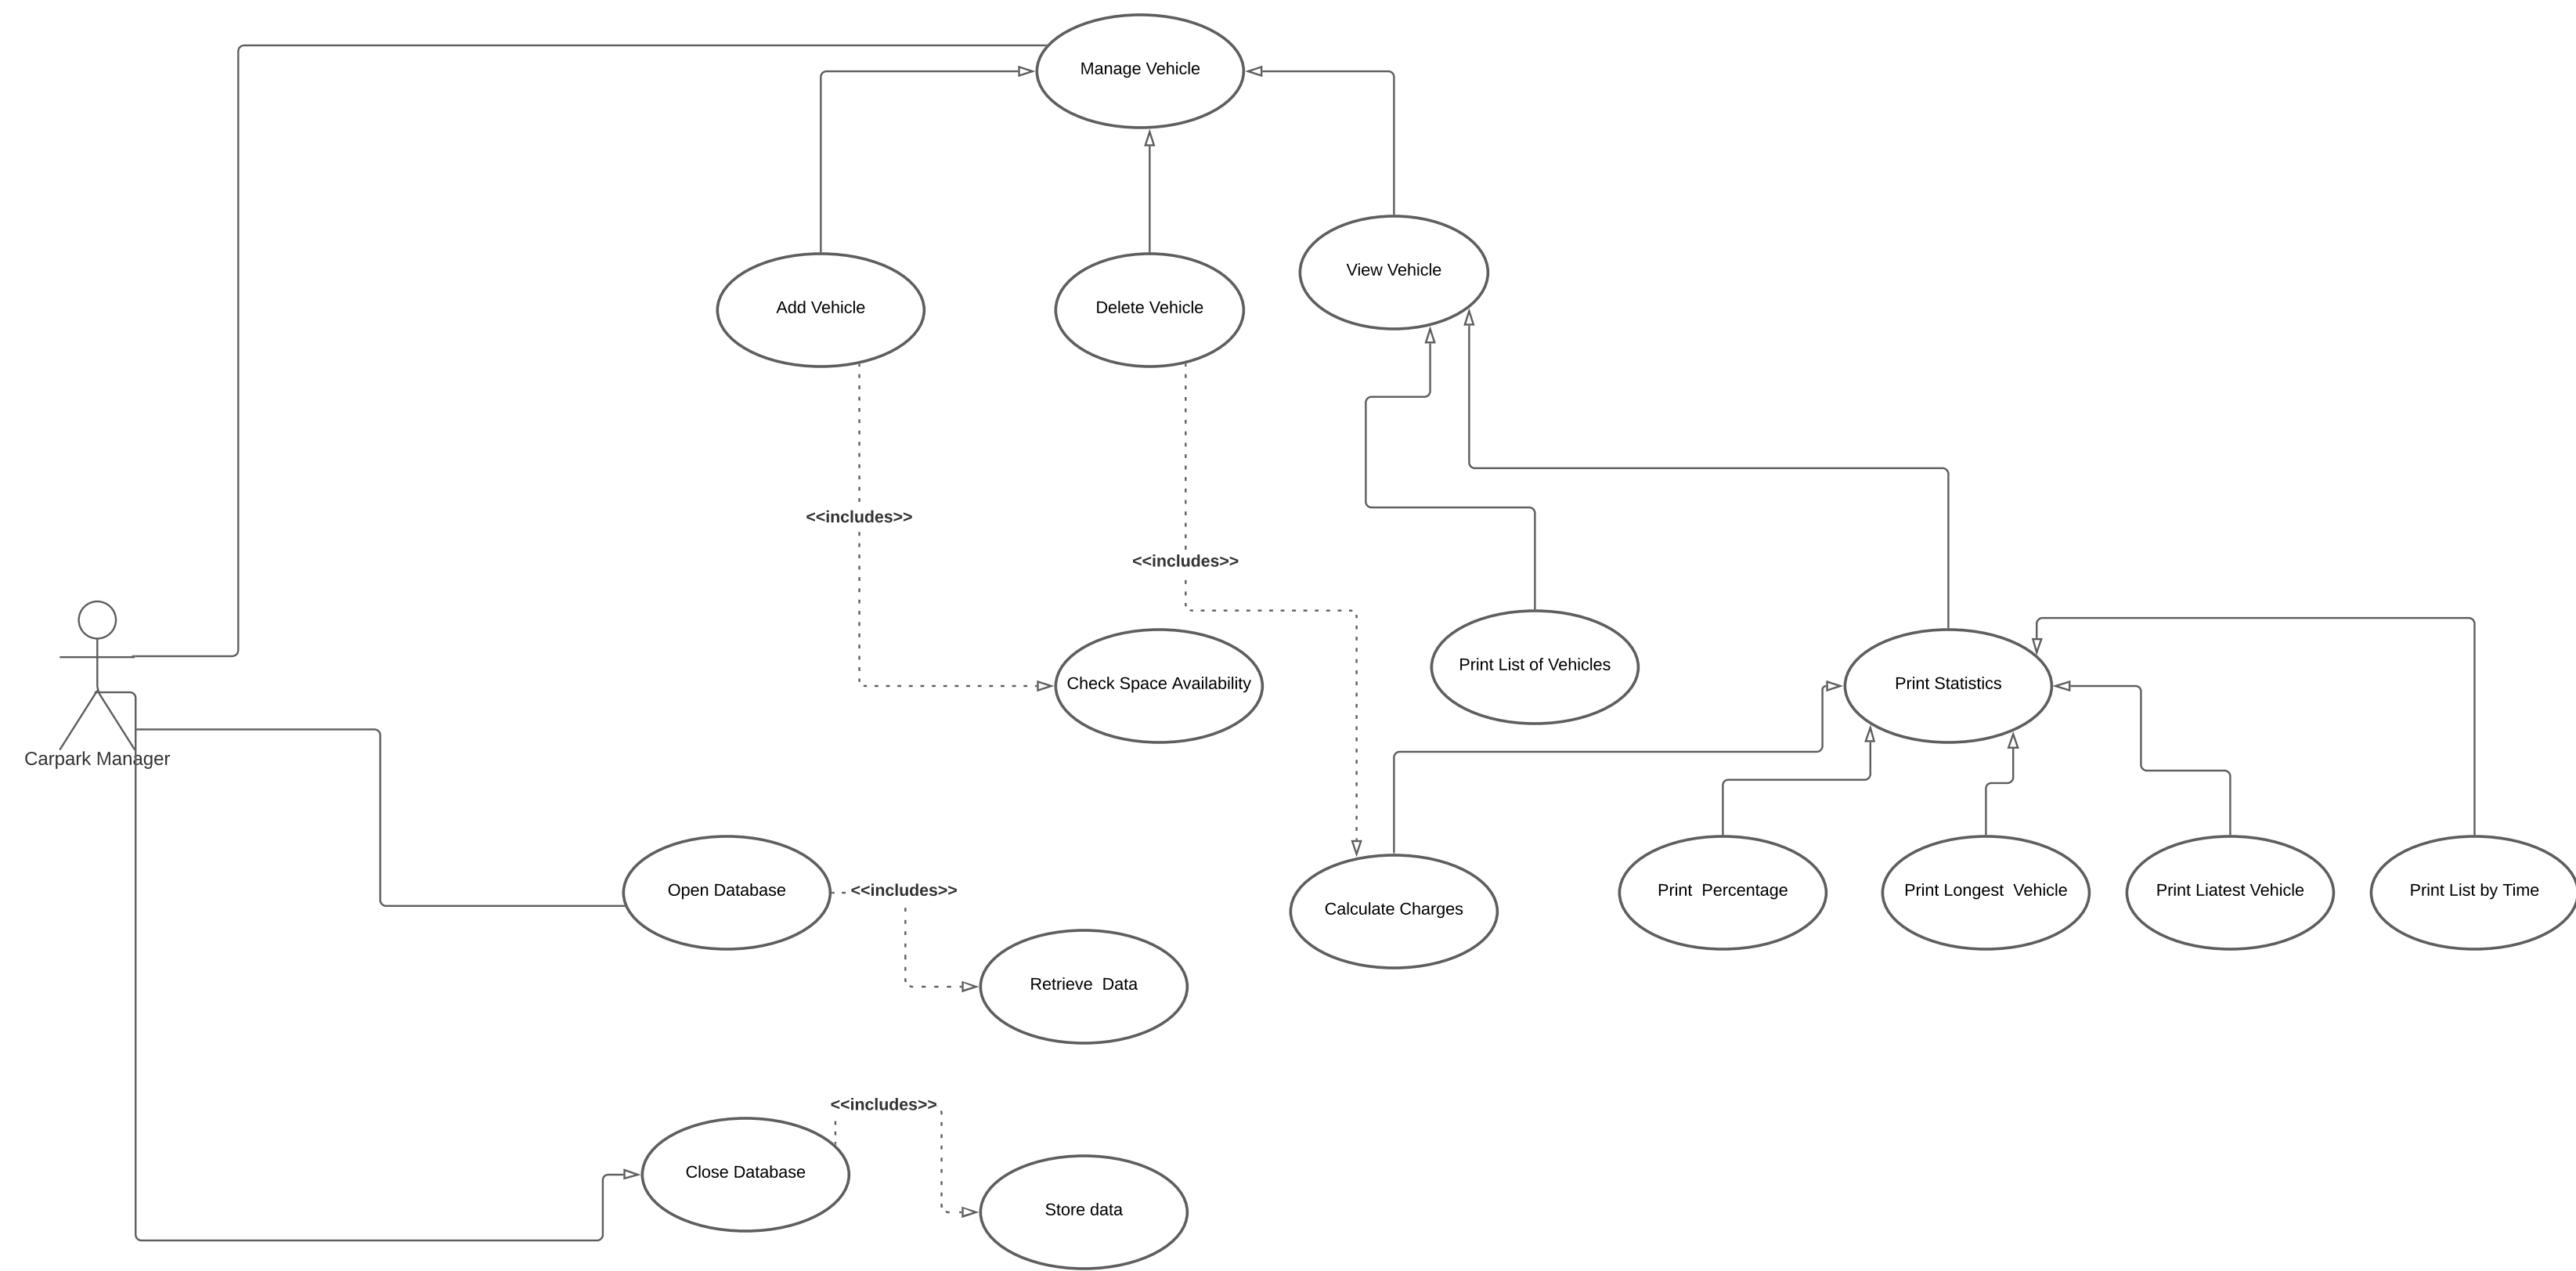 Manage Vehicle
View Vehicle
Add Vehicle
Delete Vehicle
<<includes>>
<<includes>>
Print List of Vehicles
Check Space Availability
Print Statistics
Carpark Manager
Open Database
<<includes>>
Calculate Charges
Print  Percentage
Print Longest  Vehicle
Print Liatest Vehicle
Print List by Time
Retrieve  Data
<<includes>>
Close Database
Store data